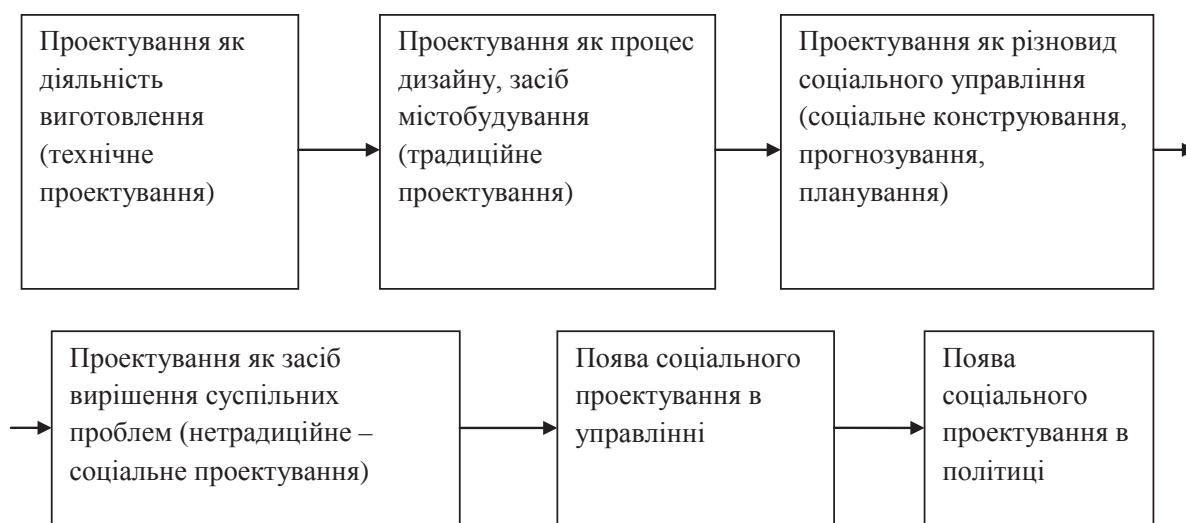 Проектування як
діяльність
виготовлення
(технічне
проектування)
Проектування як процес
дизайну, засіб
містобудування
(традиційне
проектування)
Проектування як різновид
соціального управління
(соціальне конструювання,
прогнозування,
планування)
Проектування як засіб
вирішення суспільних
проблем (нетрадиційне –
соціальне проектування)
Поява соціального
проектування в
управлінні
Поява
соціального
проектування в
політиці